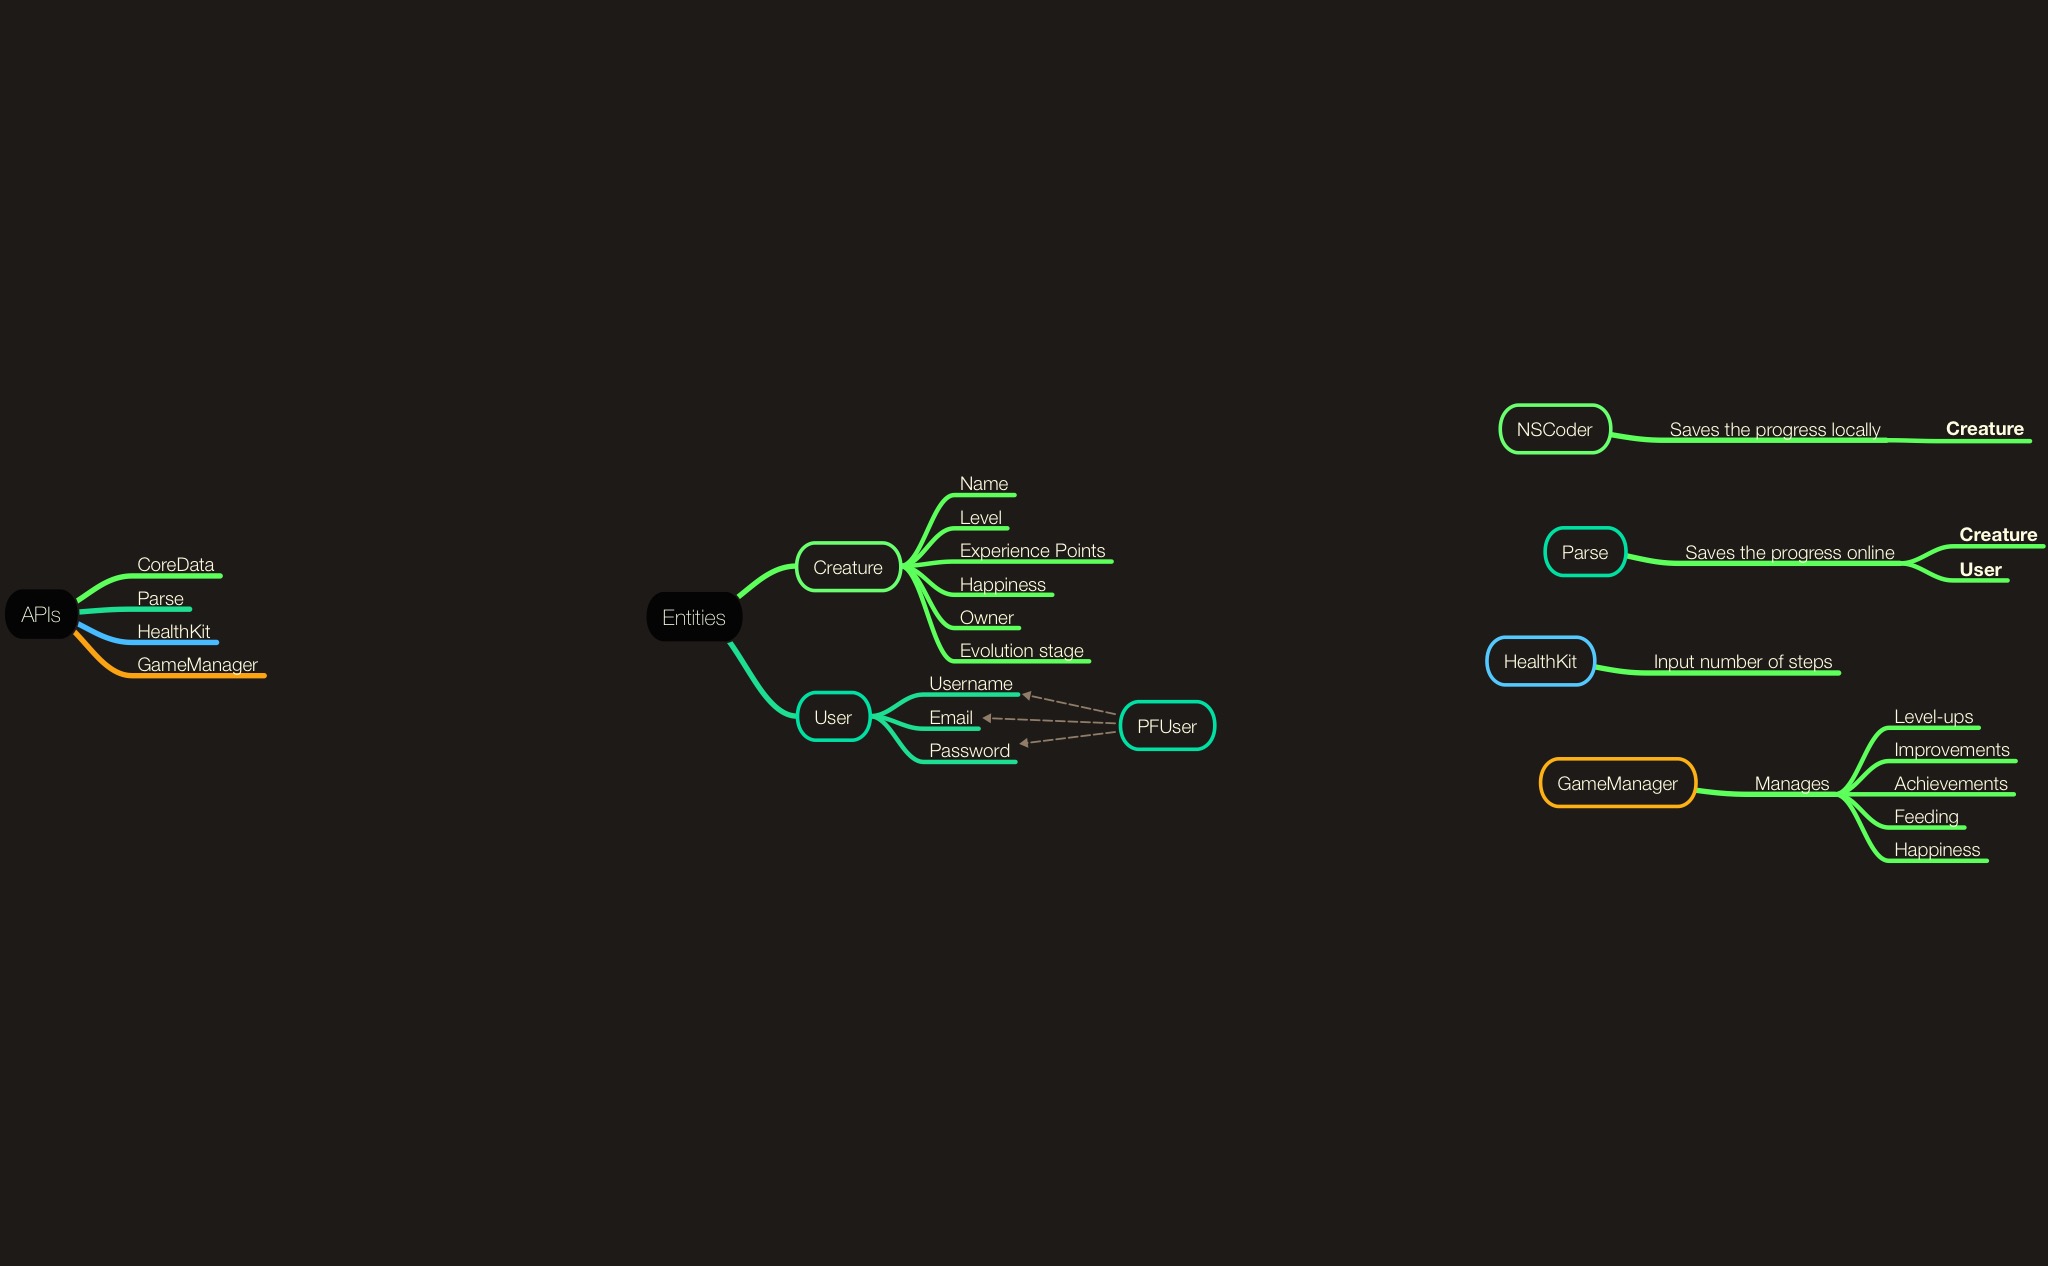 APIs
CoreData
Parse
HealthKit
GameManager
Entities
Creature
Name
Level
Experience Points
Happiness
Owner
Evolution stage
User
Username
Email
Password
PFUser
NSCoder
Saves the progress locally
Creature
Parse
Saves the progress online
Creature
User
HealthKit
Input number of steps
GameManager
Manages
Level-ups
Improvements
Achievements
Feeding
Happiness